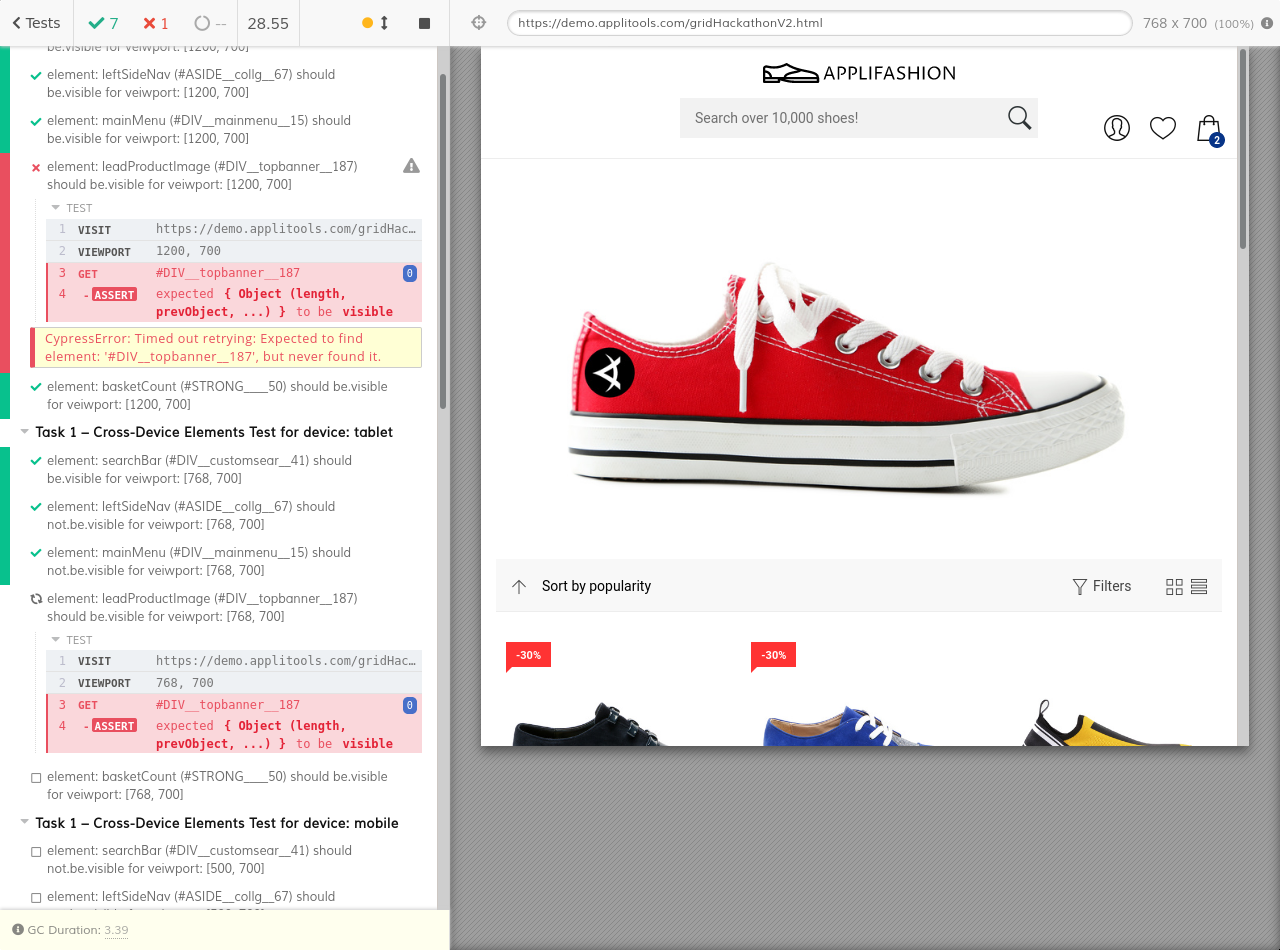 Tests
7
1
--
28.55
https://demo.applitools.com/gridHackathonV2.html
768 x 700 (100%)
be.visible for veiwport: [1200, 700]
element: leftSideNav (#ASIDE__collg__67) should
be.visible for veiwport: [1200, 700]
element: mainMenu (#DIV__mainmenu__15) should
be.visible for veiwport: [1200, 700]
element: leadProductImage (#DIV__topbanner__187)
should be.visible for veiwport: [1200, 700]
TEST
1 VISIT https://demo.applitools.com/gridHac…
2 VIEWPORT 1200, 700
3 GET #DIV__topbanner__187 0
4 -ASSERT expected { Object (length,
prevObject, ...) } to be visible
CypressError: Timed out retrying: Expected to find
element: '#DIV__topbanner__187', but never found it.
element: basketCount (#STRONG____50) should be.visible
for veiwport: [1200, 700]
Task 1 – Cross-Device Elements Test for device: tablet
element: searchBar (#DIV__customsear__41) should
be.visible for veiwport: [768, 700]
element: leftSideNav (#ASIDE__collg__67) should
not.be.visible for veiwport: [768, 700]
element: mainMenu (#DIV__mainmenu__15) should
not.be.visible for veiwport: [768, 700]
element: leadProductImage (#DIV__topbanner__187)
should be.visible for veiwport: [768, 700]
TEST
1 VISIT https://demo.applitools.com/gridHac…
2 VIEWPORT 768, 700
3 GET #DIV__topbanner__187 0
4 -ASSERT expected { Object (length,
prevObject, ...) } to be visible
element: basketCount (#STRONG____50) should be.visible
for veiwport: [768, 700]
Task 1 – Cross-Device Elements Test for device: mobile
element: searchBar (#DIV__customsear__41) should
not.be.visible for veiwport: [500, 700]
element: leftSideNav (#ASIDE__collg__67) should
GC Duration: 3.39
APPLIFASHION
Search over 10,000 shoes!
2
Sort by popularity
Filters
-30%
-30%